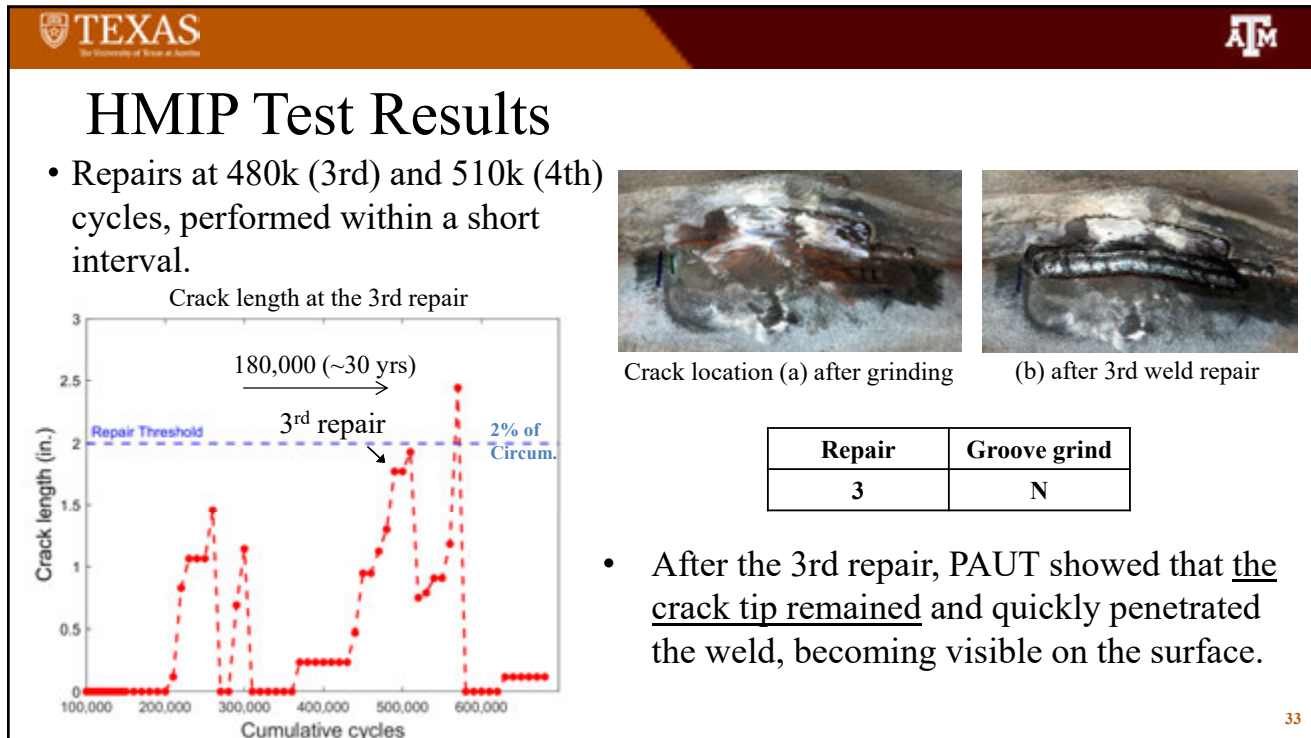 TEXAS
The University of Texas at Austin
ATM
HMIP Test Results
• Repairs at 480k (3rd) and 510k (4th)
cycles, performed within a short
interval.
Crack length at the 3rd repair
3
2.5
2
1.5
1
0.5
0
Crack length (in.)
180,000 (~30 yrs)
3rd repair
Repair Threshold
2% of
Circum.
100,000 200,000 300,000 400,000 500,000 600,000
Cumulative cycles
Crack location (a) after grinding
(b) after 3rd weld repair
Repair Groove grind
3 N
• After the 3rd repair, PAUT showed that the
crack tip remained and quickly penetrated
the weld, becoming visible on the surface.
33